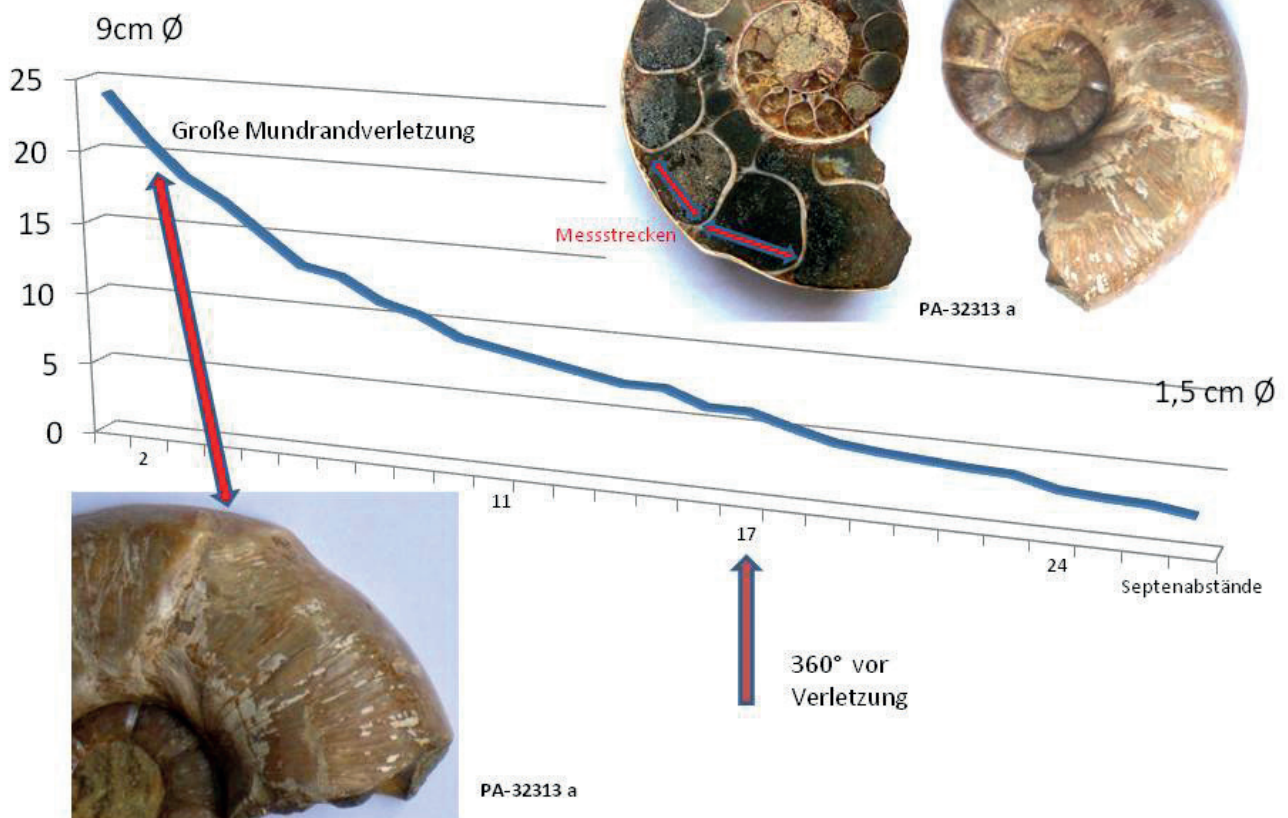 9cm Ø
25
20
15
10
5
0
Große Mundrandverletzung
Messstrecken
PA-32313 a
1,5 cm Ø
2
11
17
24
Septenabstände
360° vor
Verletzung
PA-32313 a